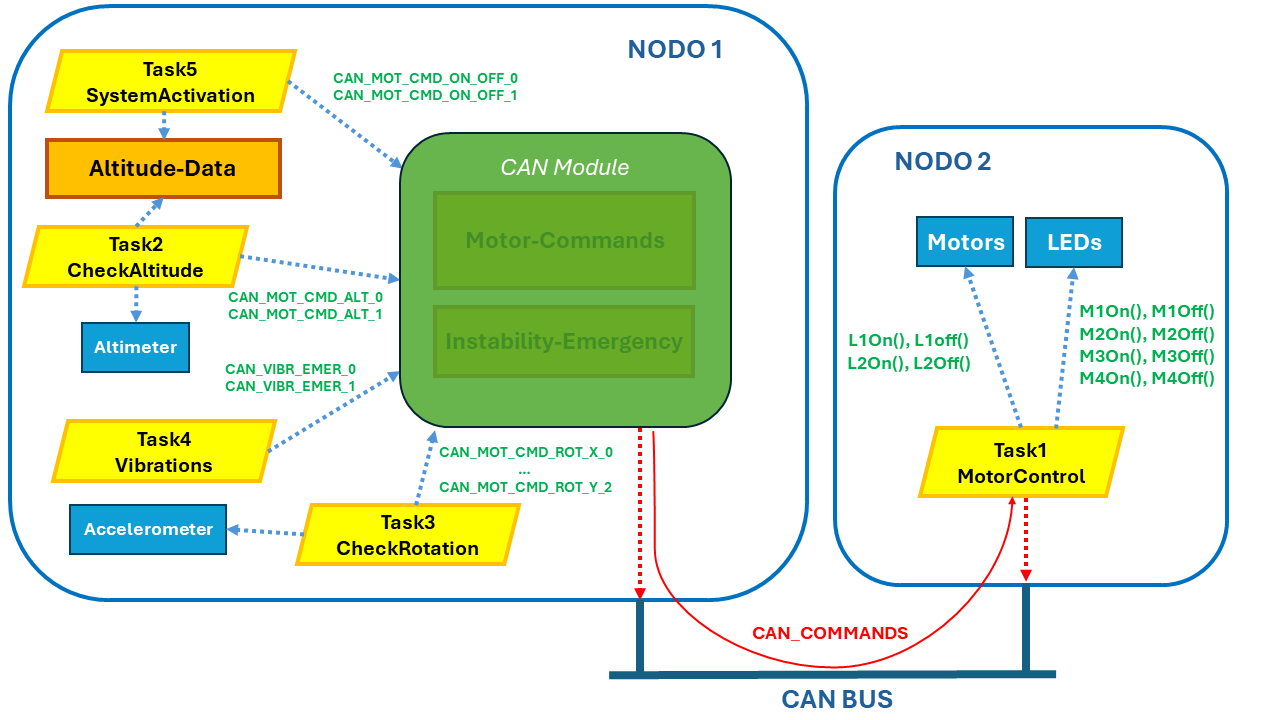 NODO 1
Task5
SystemActivation
CAN_MOT_CMD_ON_OFF_0
CAN_MOT_CMD_ON_OFF_1
Altitude-Data
CAN Module
Motor-Commands
Instability-Emergency
Task2
CheckAltitude
CAN_MOT_CMD_ALT_0
CAN_MOT_CMD_ALT_1
Altimeter
CAN_VIBR_EMER_0
CAN_VIBR_EMER_1
Task4
Vibrations
CAN_MOT_CMD_ROT_X_0
...
CAN_MOT_CMD_ROT_Y_2
Accelerometer
Task3
CheckRotation
NODO 2
Motors
LEDs
L1On(), L1off()
L2On(), L2Off()
M1On(), M1Off()
M2On(), M2Off()
M3On(), M3Off()
M4On(), M4Off()
Task1
MotorControl
CAN_COMMANDS
CAN BUS